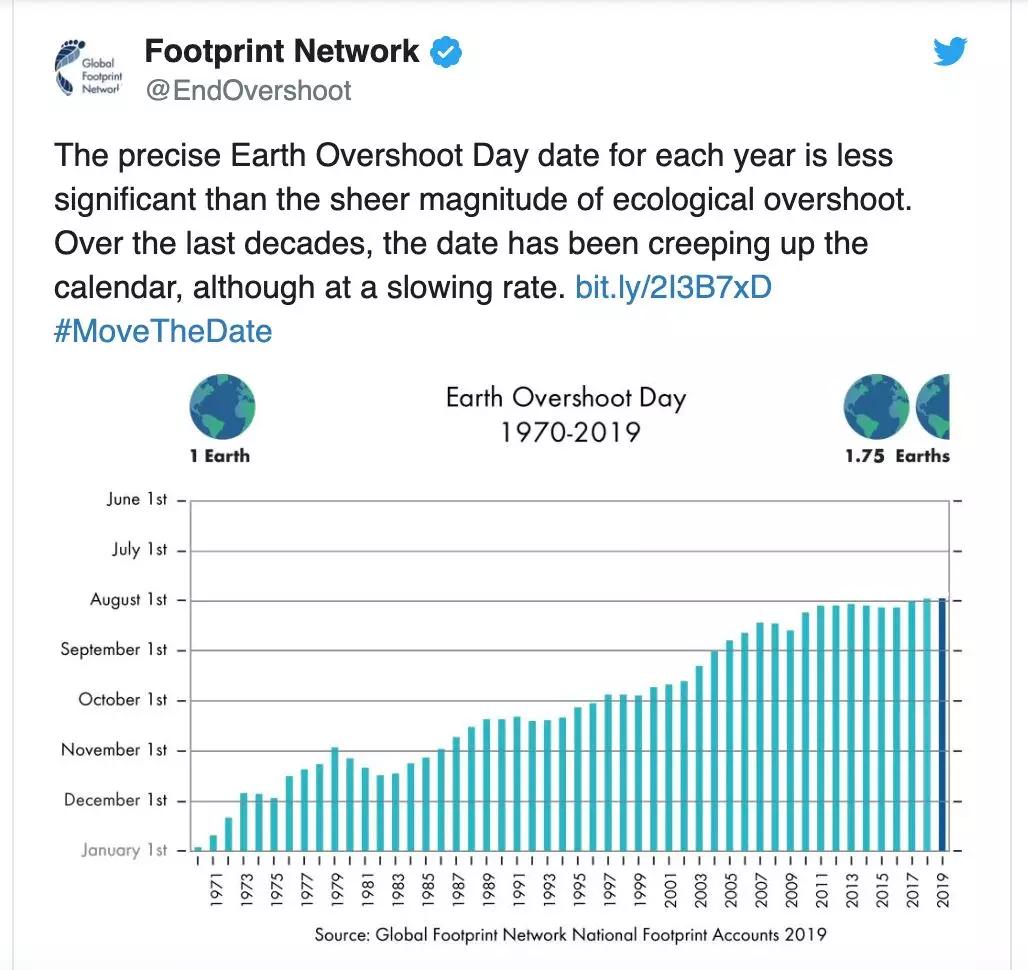 Footprint Network
@EndOvershoot
Global
Footprint
Networ
The precise Earth Overshoot Day date for each year is less
significant than the sheer magnitude of ecological overshoot.
Over the last decades, the date has been creeping up the
calendar, although at a slowing rate. bit.ly/2I3B7xD
#MoveTheDate
Earth Overshoot Day
1970-2019
1 Earth
1.75 Earths
June 1st
July 1st
August 1st
September 1st
October 1st
November 1st
December 1st
January 1st
1971
1973
1975
1977
1979
1981
1983
1985
1987
1989
1991
1993
1995
1997
1999
2001
2003
2005
2007
2009
2011
2013
2015
2017
2019
Source: Global Footprint Network National Footprint Accounts 2019